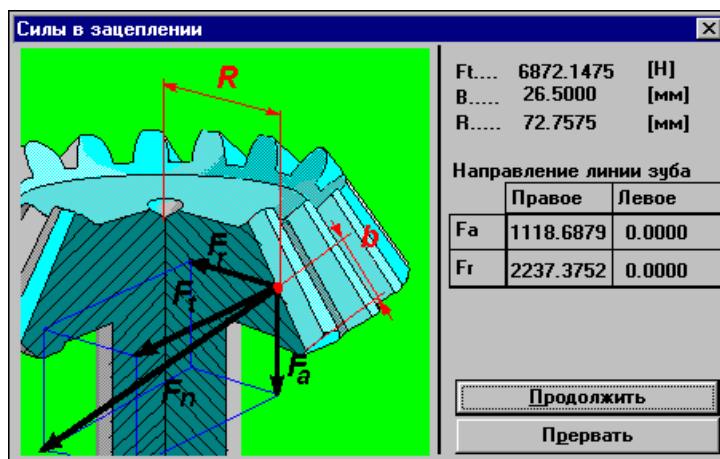 Силы в зацеплении
R
Ft.... 6872.1475 [Н]
B..... 26.5000 [мм]
R..... 72.7575 [мм]
Направление линии зуба
Правое Левое
Fa 1118.6879 0.0000
Fr 2237.3752 0.0000
b
Fr
Ft
Fa
Fn
Продолжить
Прервать